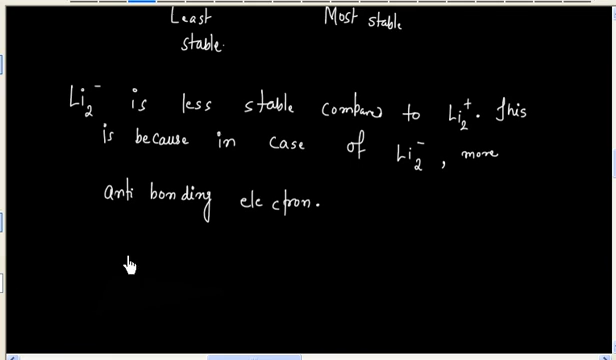 Least Most stable
stable.
Li₂⁻ is less stable compared to Li₂⁺. This
is because in case of Li₂⁻, more
anti bonding electron.